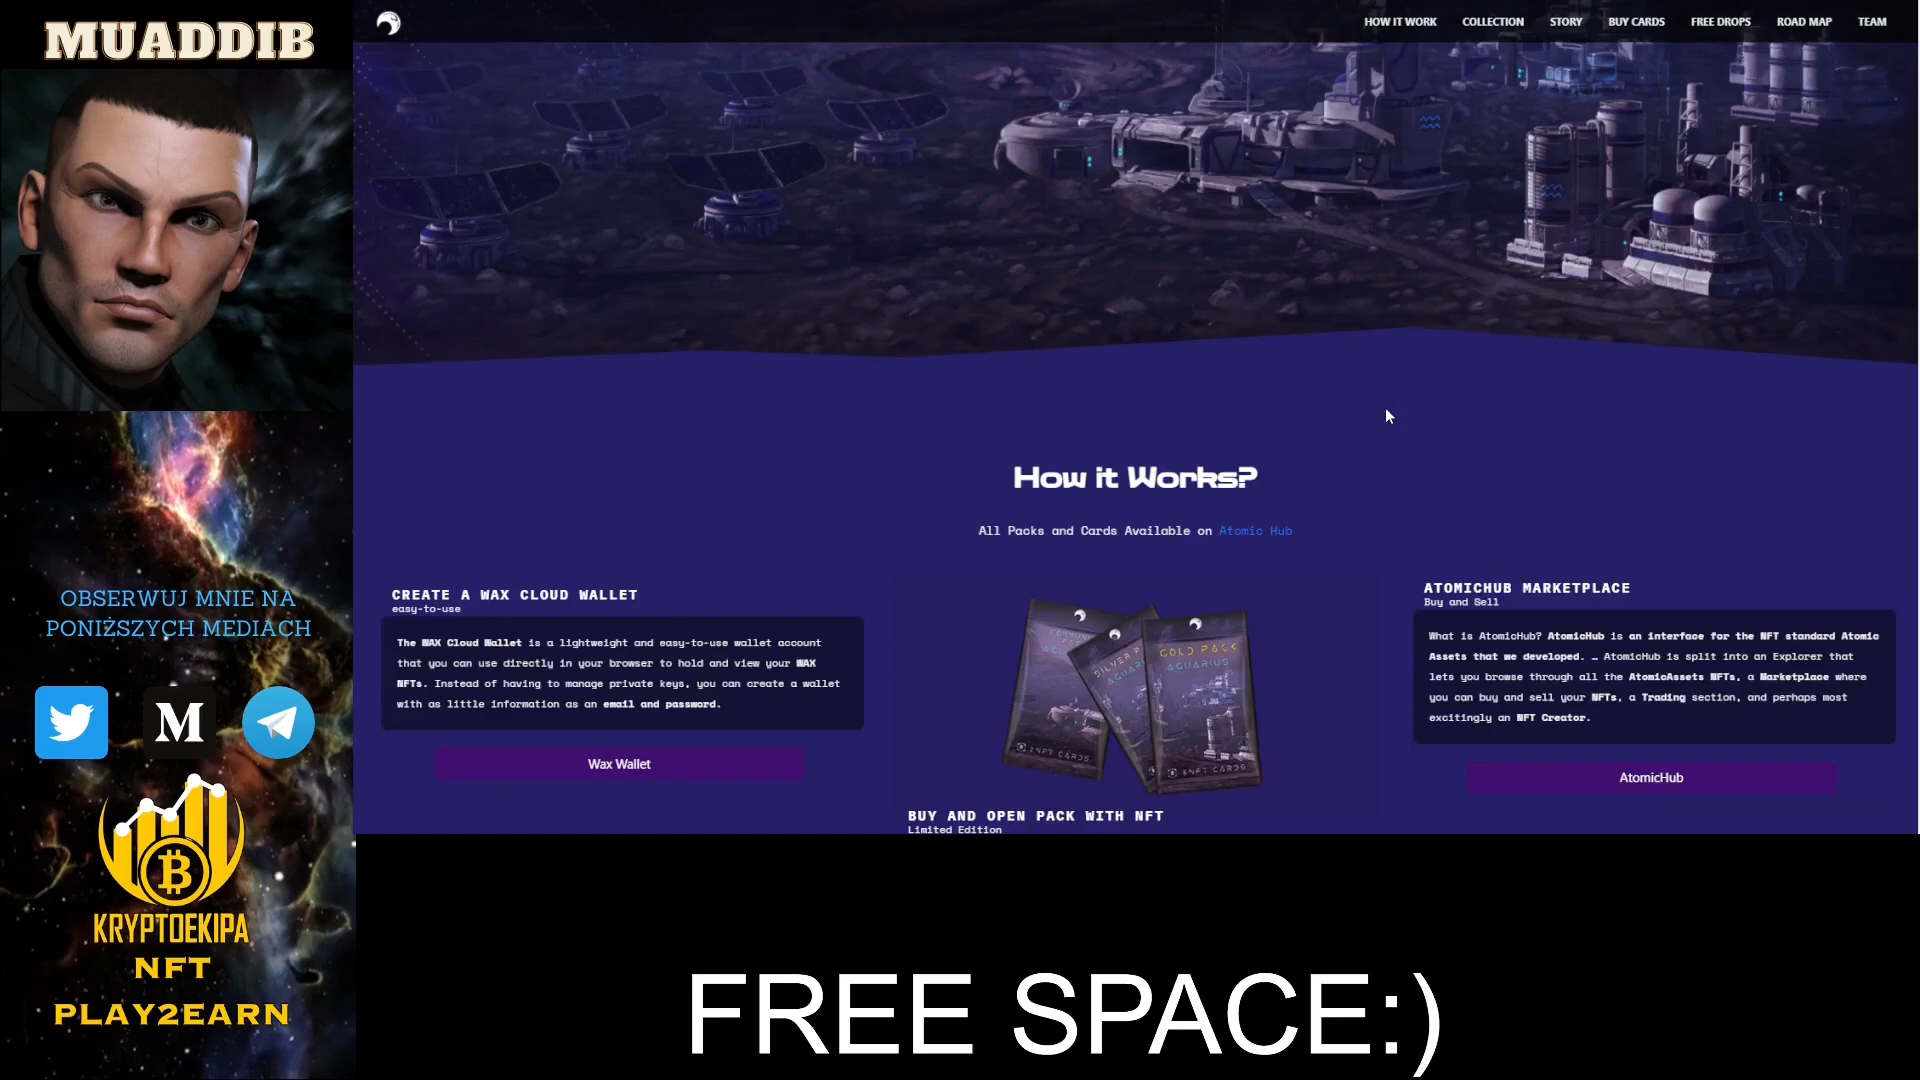 MUADDIB
OBSERWUJ MNIE NA
PONIŻSZYCH MEDIACH
M
KRYPTOEKIPA
NFT
PLAY2EARN
HOW IT WORK COLLECTION STORY BUY CARDS FREE DROPS ROAD MAP TEAM
How it Works?
All Packs and Cards Available on Atomic Hub
CREATE A WAX CLOUD WALLET
easy-to-use
The WAX Cloud Wallet is a lightweight and easy-to-use wallet account
that you can use directly in your browser to hold and view your WAX
NFTs. Instead of having to manage private keys, you can create a wallet
with as little information as an email and password.
Wax Wallet
SILVER P
GOLD PACK
AQUARIUS
BUY AND OPEN PACK WITH NFT
Limited Edition
ATOMICHUB MARKETPLACE
Buy and Sell
What is AtomicHub? AtomicHub is an interface for the NFT standard Atomic
Assets that we developed. … AtomicHub is split into an Explorer that
lets you browse through all the AtomicAssets NFTs, a Marketplace where
you can buy and sell your NFTs, a Trading section, and perhaps most
excitingly an NFT Creator.
AtomicHub
FREE SPACE:)